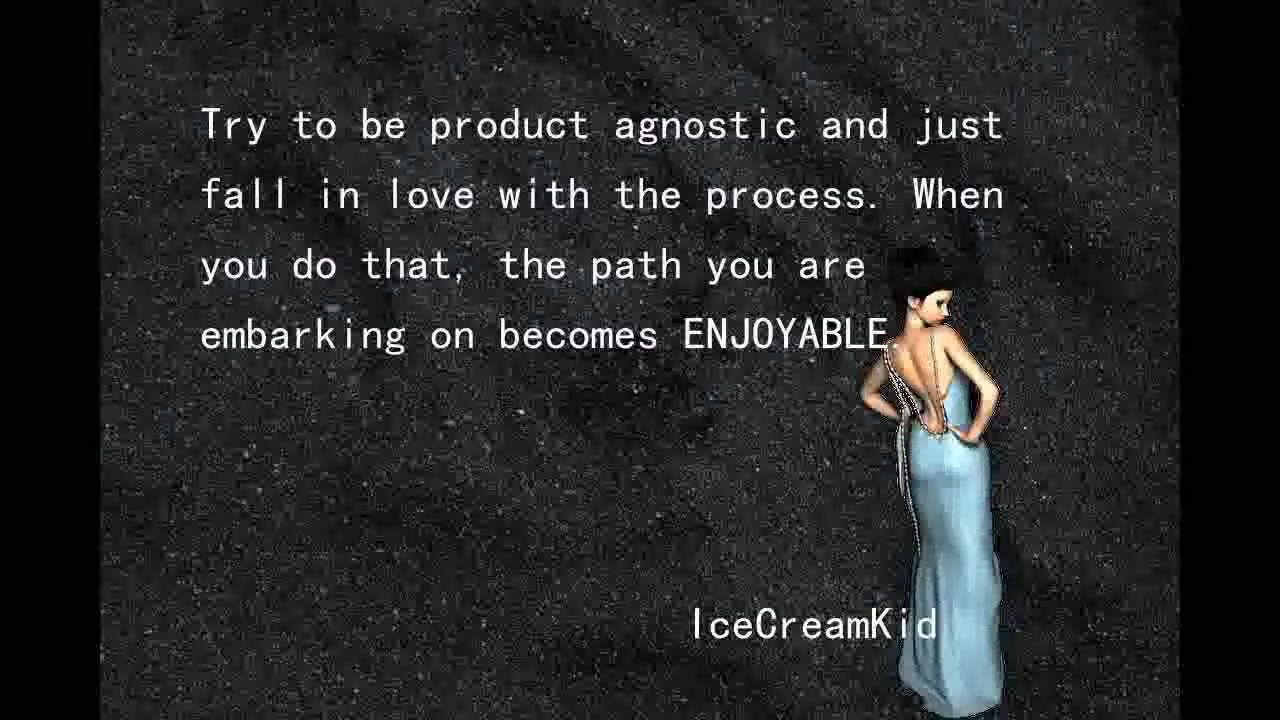 Try to be product agnostic and just
fall in love with the process. When
you do that, the path you are
embarking on becomes ENJOYABLE.
IceCreamKid